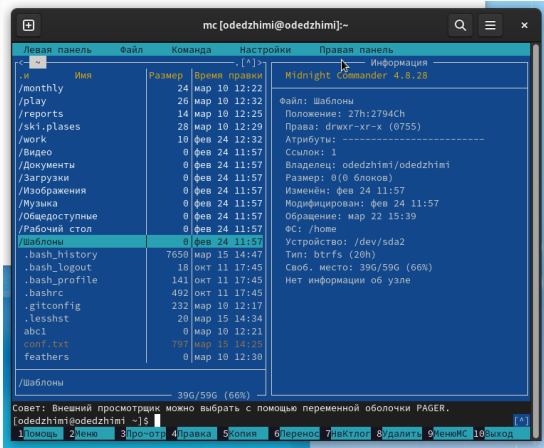 mc [odedzhimi@odedzhimi]:~
Левая панель Файл Команда Настройки Правая панель
<— ~ .[^]>
.и Имя Размер Время правки
/monthly 24 мар 10 12:22
/play 26 мар 10 12:32
/reports 14 мар 10 12:25
/ski.plases 28 мар 10 12:29
/work 10 фев 24 12:32
/Видео 0 фев 24 11:57
/Документы 0 фев 24 11:57
/Загрузки 0 фев 24 11:57
/Изображения 0 фев 24 11:57
/Музыка 0 фев 24 11:57
/Общедоступные 0 фев 24 11:57
/Рабочий стол 0 фев 24 11:57
/Шаблоны 0 фев 24 11:57
.bash_history 7650 мар 15 14:47
.bash_logout 18 окт 11 17:45
.bash_profile 141 окт 11 17:45
.bashrc 492 окт 11 17:45
.gitconfig 232 мар 10 12:17
.lesshst 20 мар 15 14:34
abc1 0 мар 10 12:21
conf.txt 797 мар 15 14:25
feathers 0 мар 10 12:30
/Шаблоны
39G/59G (66%)
Информация
Midnight Commander 4.8.28
Файл: Шаблоны
Положение: 27h:2794Ch
Права: drwxr-xr-x (0755)
Атрибуты: ------------------------
Ссылок: 1
Владелец: odedzhimi/odedzhimi
Размер: 0(0 блоков)
Изменён: фев 24 11:57
Модифицирован: фев 24 11:57
Обращение: мар 22 15:39
ФС: /home
Устройство: /dev/sda2
Тип: btrfs (20h)
Своб. место: 39G/59G (66%)
Нет информации об узле
Совет: Внешний просмотрщик можно выбрать с помощью переменной оболочки PAGER.
[odedzhimi@odedzhimi ~]$ [^]
1Помощь 2Меню 3Про~отр 4Правка 5Копия 6Перенос 7НвКтлог 8Удалить 9МенюМС 10Выход